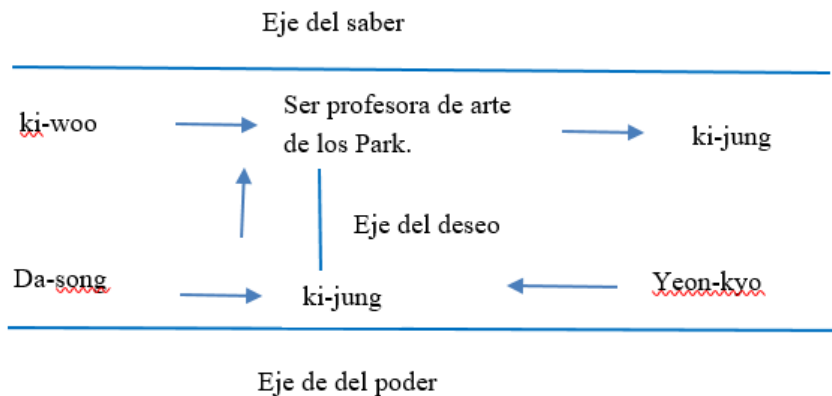 Eje del saber
ki-woo
Ser profesora de arte
de los Park.
ki-jung
Eje del deseo
Da-song
ki-jung
Yeon-kyo
Eje de del poder